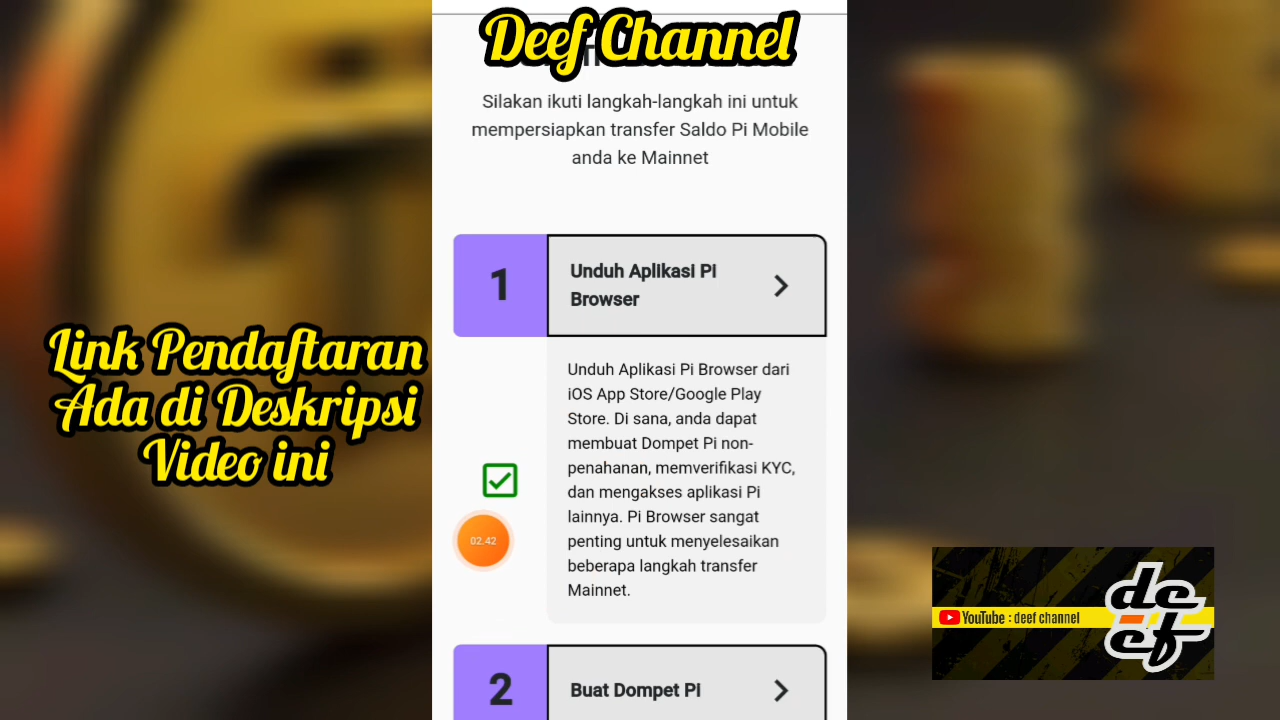 Deef Channel
Silakan ikuti langkah-langkah ini untuk
mempersiapkan transfer Saldo Pi Mobile
anda ke Mainnet
1
Unduh Aplikasi Pi
Browser
Unduh Aplikasi Pi Browser dari
iOS App Store/Google Play
Store. Di sana, anda dapat
membuat Dompet Pi non-
penahanan, memverifikasi KYC,
dan mengakses aplikasi Pi
lainnya. Pi Browser sangat
penting untuk menyelesaikan
beberapa langkah transfer
Mainnet.
02.42
2
Buat Dompet Pi
Link Pendaftaran
Ada di Deskripsi
Video ini
YouTube : deef channel
de
ef